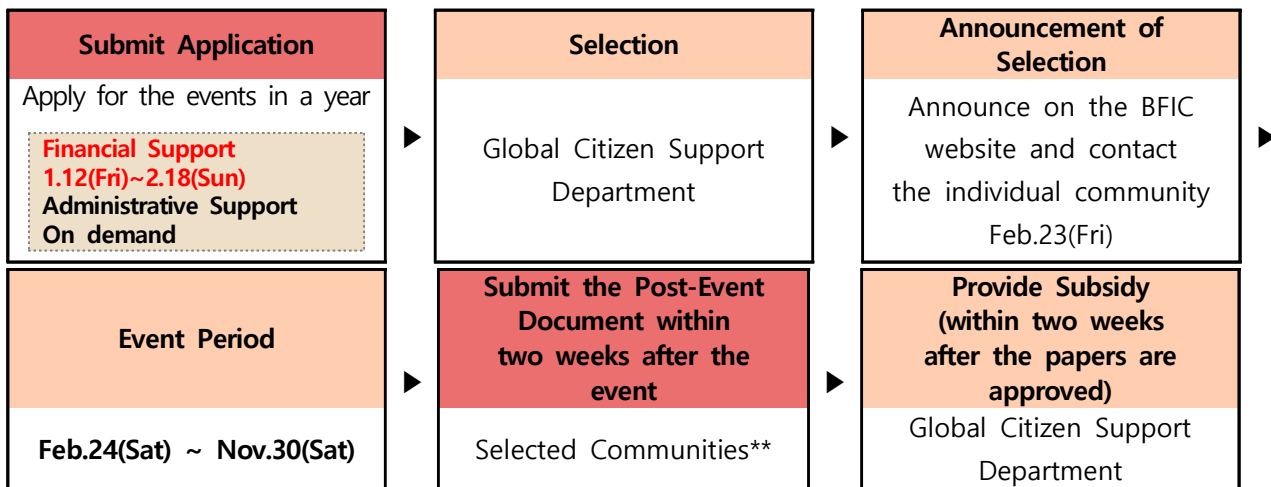 Submit Application
Apply for the events in a year
Financial Support
1.12(Fri)~2.18(Sun)
Administrative Support
On demand
▶
Selection
Global Citizen Support
Department
▶
Announcement of
Selection
Announce on the BFIC
website and contact
the individual community
Feb.23(Fri)
▶
Event Period
Feb.24(Sat) ~ Nov.30(Sat)
▶
Submit the Post-Event
Document within
two weeks after the
event
Selected Communities**
▶
Provide Subsidy
(within two weeks
after the papers are
approved)
Global Citizen Support
Department